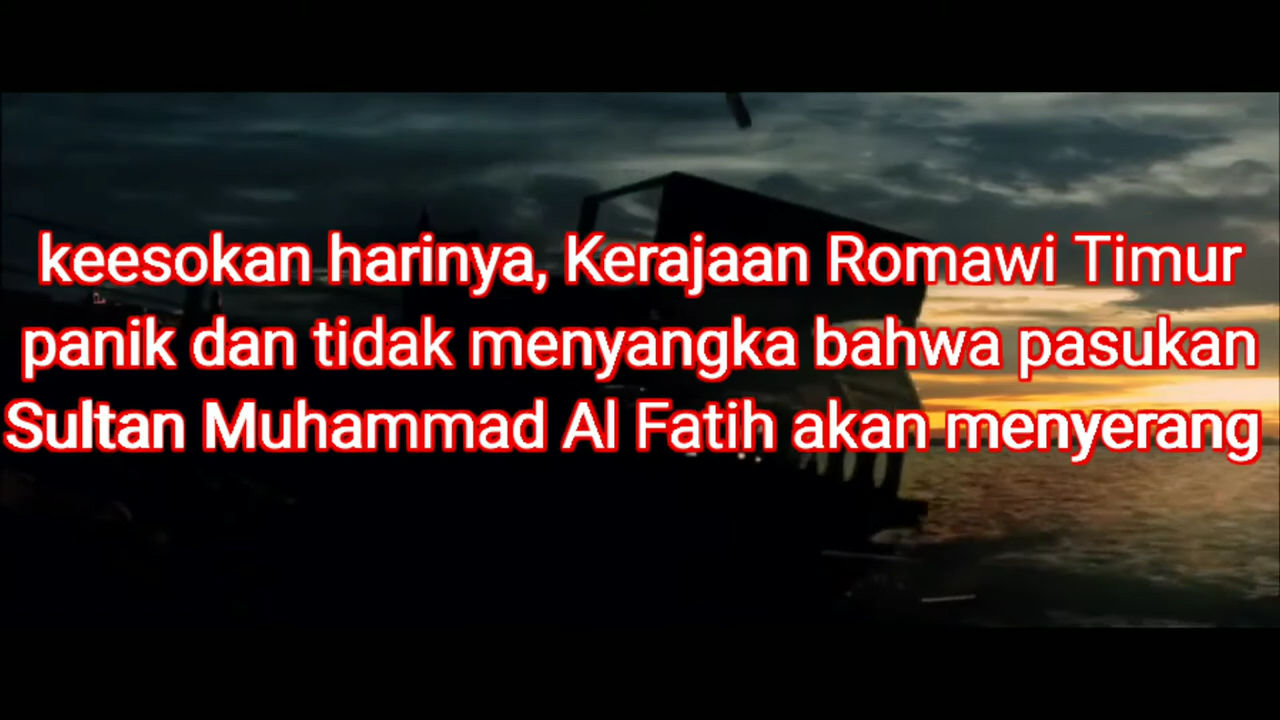 keesokan harinya, Kerajaan Romawi Timur
panik dan tidak menyangka bahwa pasukan
Sultan Muhammad Al Fatih akan menyerang